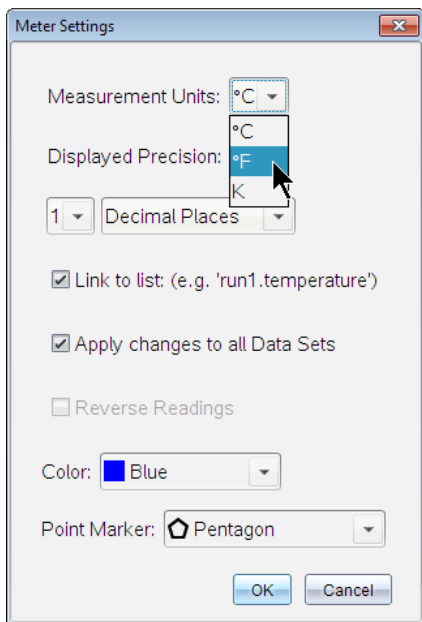 Meter Settings
Measurement Units: °C
°C
Displayed Precision: °F
K
1 Decimal Places
Link to list: (e.g. 'run1.temperature')
Apply changes to all Data Sets
Reverse Readings
Color: Blue
Point Marker: Pentagon
OK Cancel